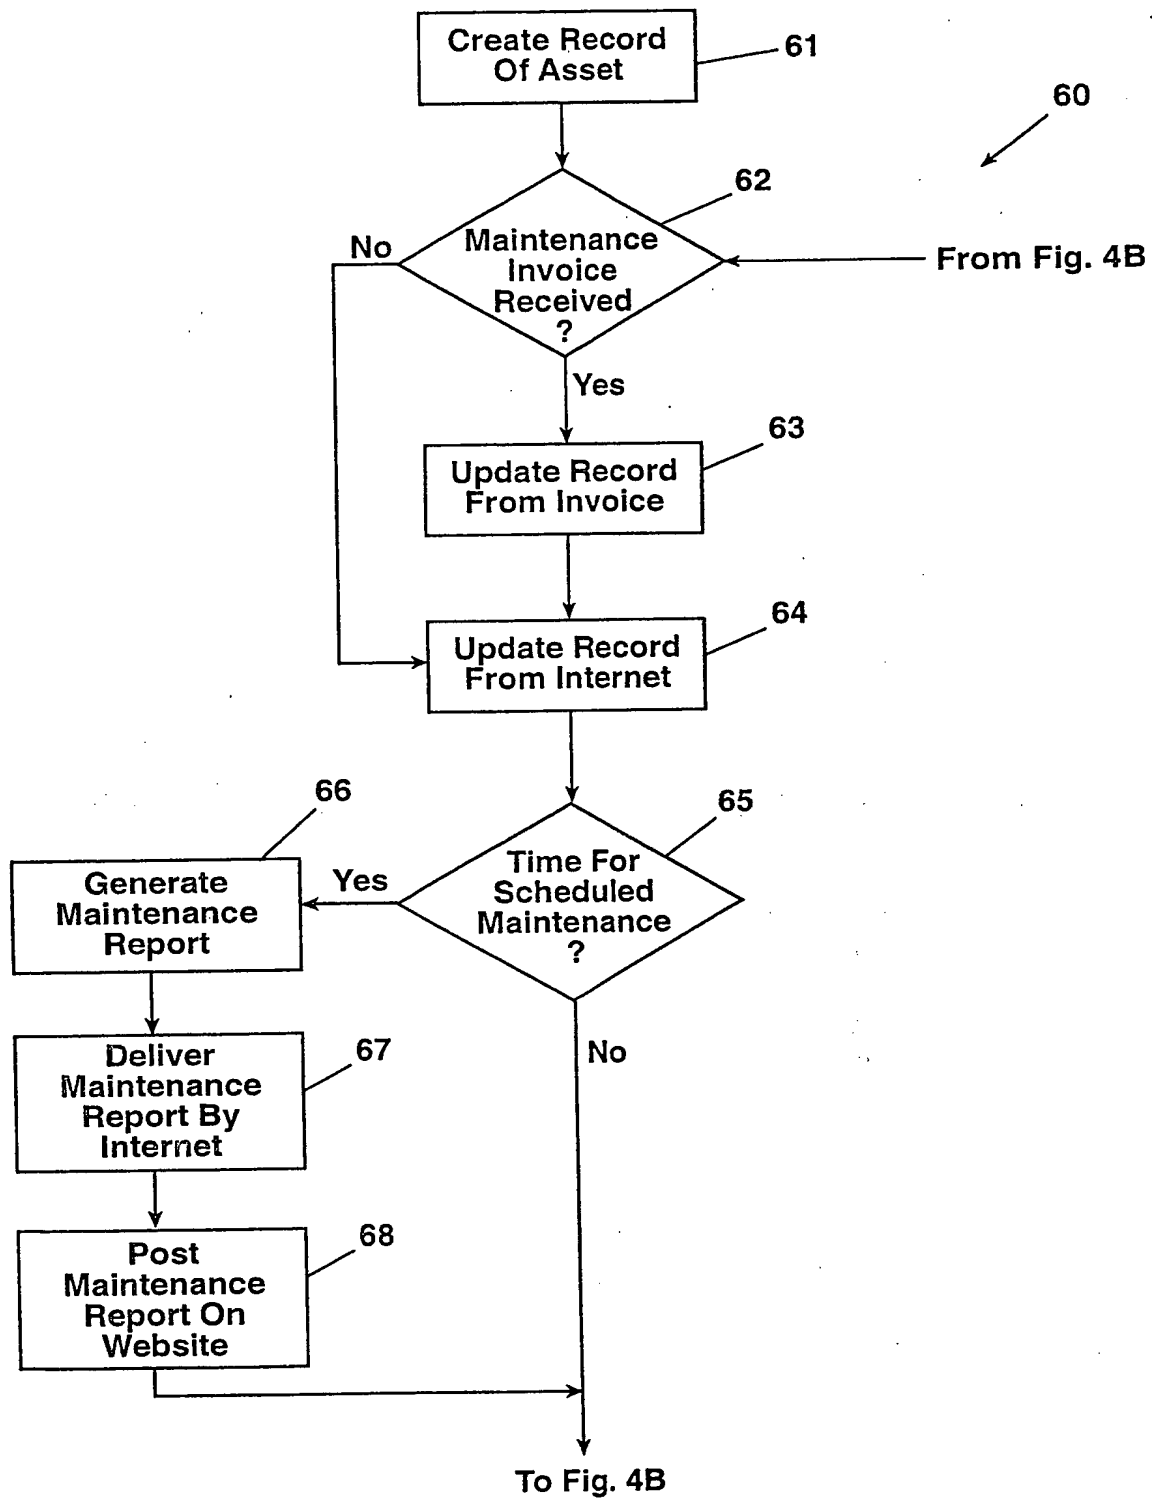 Create Record
Of Asset
61
60
62
No
Maintenance
Invoice
Received
?
From Fig. 4B
Yes
63
Update Record
From Invoice
64
Update Record
From Internet
66
65
Generate
Maintenance
Report
Yes
Time For
Scheduled
Maintenance
?
No
Deliver
Maintenance
Report By
Internet
67
Post
Maintenance
Report On
Website
68
To Fig. 4B